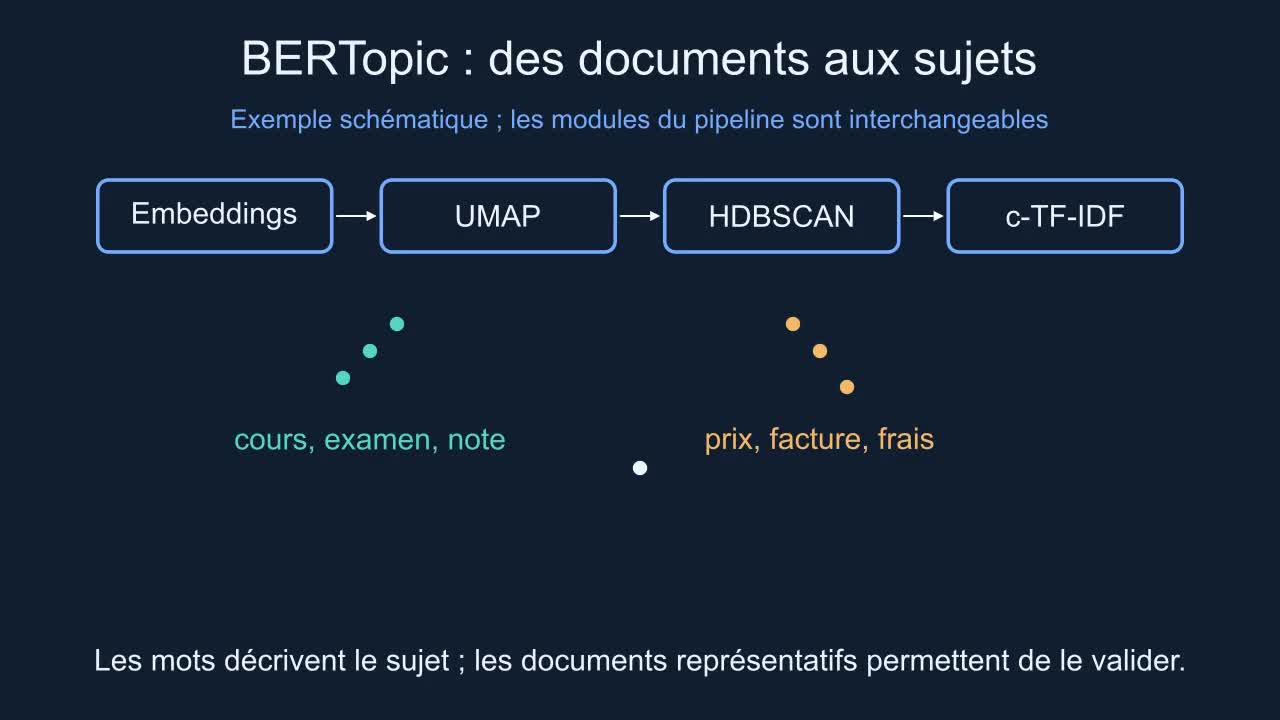 BERTopic : des documents aux sujets
Exemple schématique ; les modules du pipeline sont interchangeables
Embeddings
UMAP
HDBSCAN
c-TF-IDF
cours, examen, note
prix, facture, frais
Les mots décrivent le sujet ; les documents représentatifs permettent de le valider.